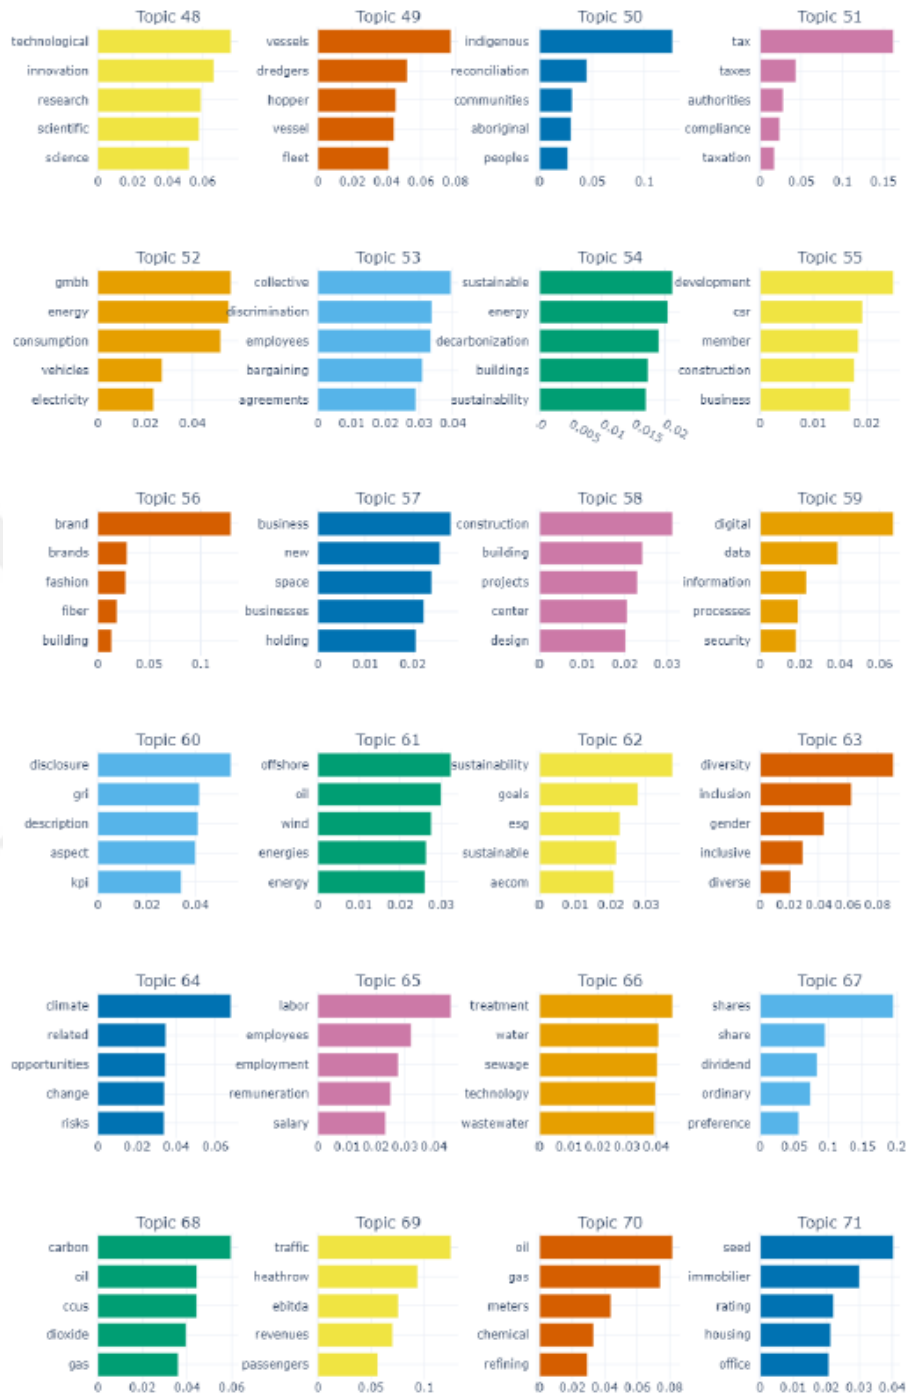 Topic 48 Topic 49 Topic 50 Topic 51
technological vessels indigenous tax
innovation dredgers reconciliation taxes
research hopper communities authorities
scientific vessel aboriginal compliance
science fleet peoples taxation
0 0.02 0.04 0.06 0 0.02 0.04 0.06 0.08 0 0.05 0.1 0 0.05 0.1 0.15
Topic 52 Topic 53 Topic 54 Topic 55
gmbh collective sustainable development
energy discrimination energy csr
consumption employees decarbonization member
vehicles bargaining buildings construction
electricity agreements sustainability business
0 0.02 0.04 0 0.01 0.02 0.03 0.04 0 0.005 0.01 0.015 0.02 0 0.01 0.02
Topic 56 Topic 57 Topic 58 Topic 59
brand business construction digital
brands new building data
fashion space projects information
fiber businesses center processes
building holding design security
0 0.05 0.1 0 0.01 0.02 0 0.01 0.02 0.03 0 0.02 0.04 0.06
Topic 60 Topic 61 Topic 62 Topic 63
disclosure offshore sustainability diversity
gri oil goals inclusion
description wind esg gender
aspect energies sustainable inclusive
kpi energy aecom diverse
0 0.02 0.04 0 0.01 0.02 0.03 0 0.01 0.02 0.03 0 0.02 0.04 0.06 0.08
Topic 64 Topic 65 Topic 66 Topic 67
climate labor treatment shares
related employees water share
opportunities employment sewage dividend
change remuneration technology ordinary
risks salary wastewater preference
0 0.02 0.04 0.06 0 0.01 0.02 0.03 0.04 0 0.01 0.02 0.03 0.04 0 0.05 0.1 0.15 0.2
Topic 68 Topic 69 Topic 70 Topic 71
carbon traffic oil seed
oil heathrow gas immobilier
ccus ebitda meters rating
dioxide revenues chemical housing
gas passengers refining office
0 0.02 0.04 0.06 0.05 0.1 0 0.02 0.04 0.06 0.08 0 0.01 0.02 0.03 0.04